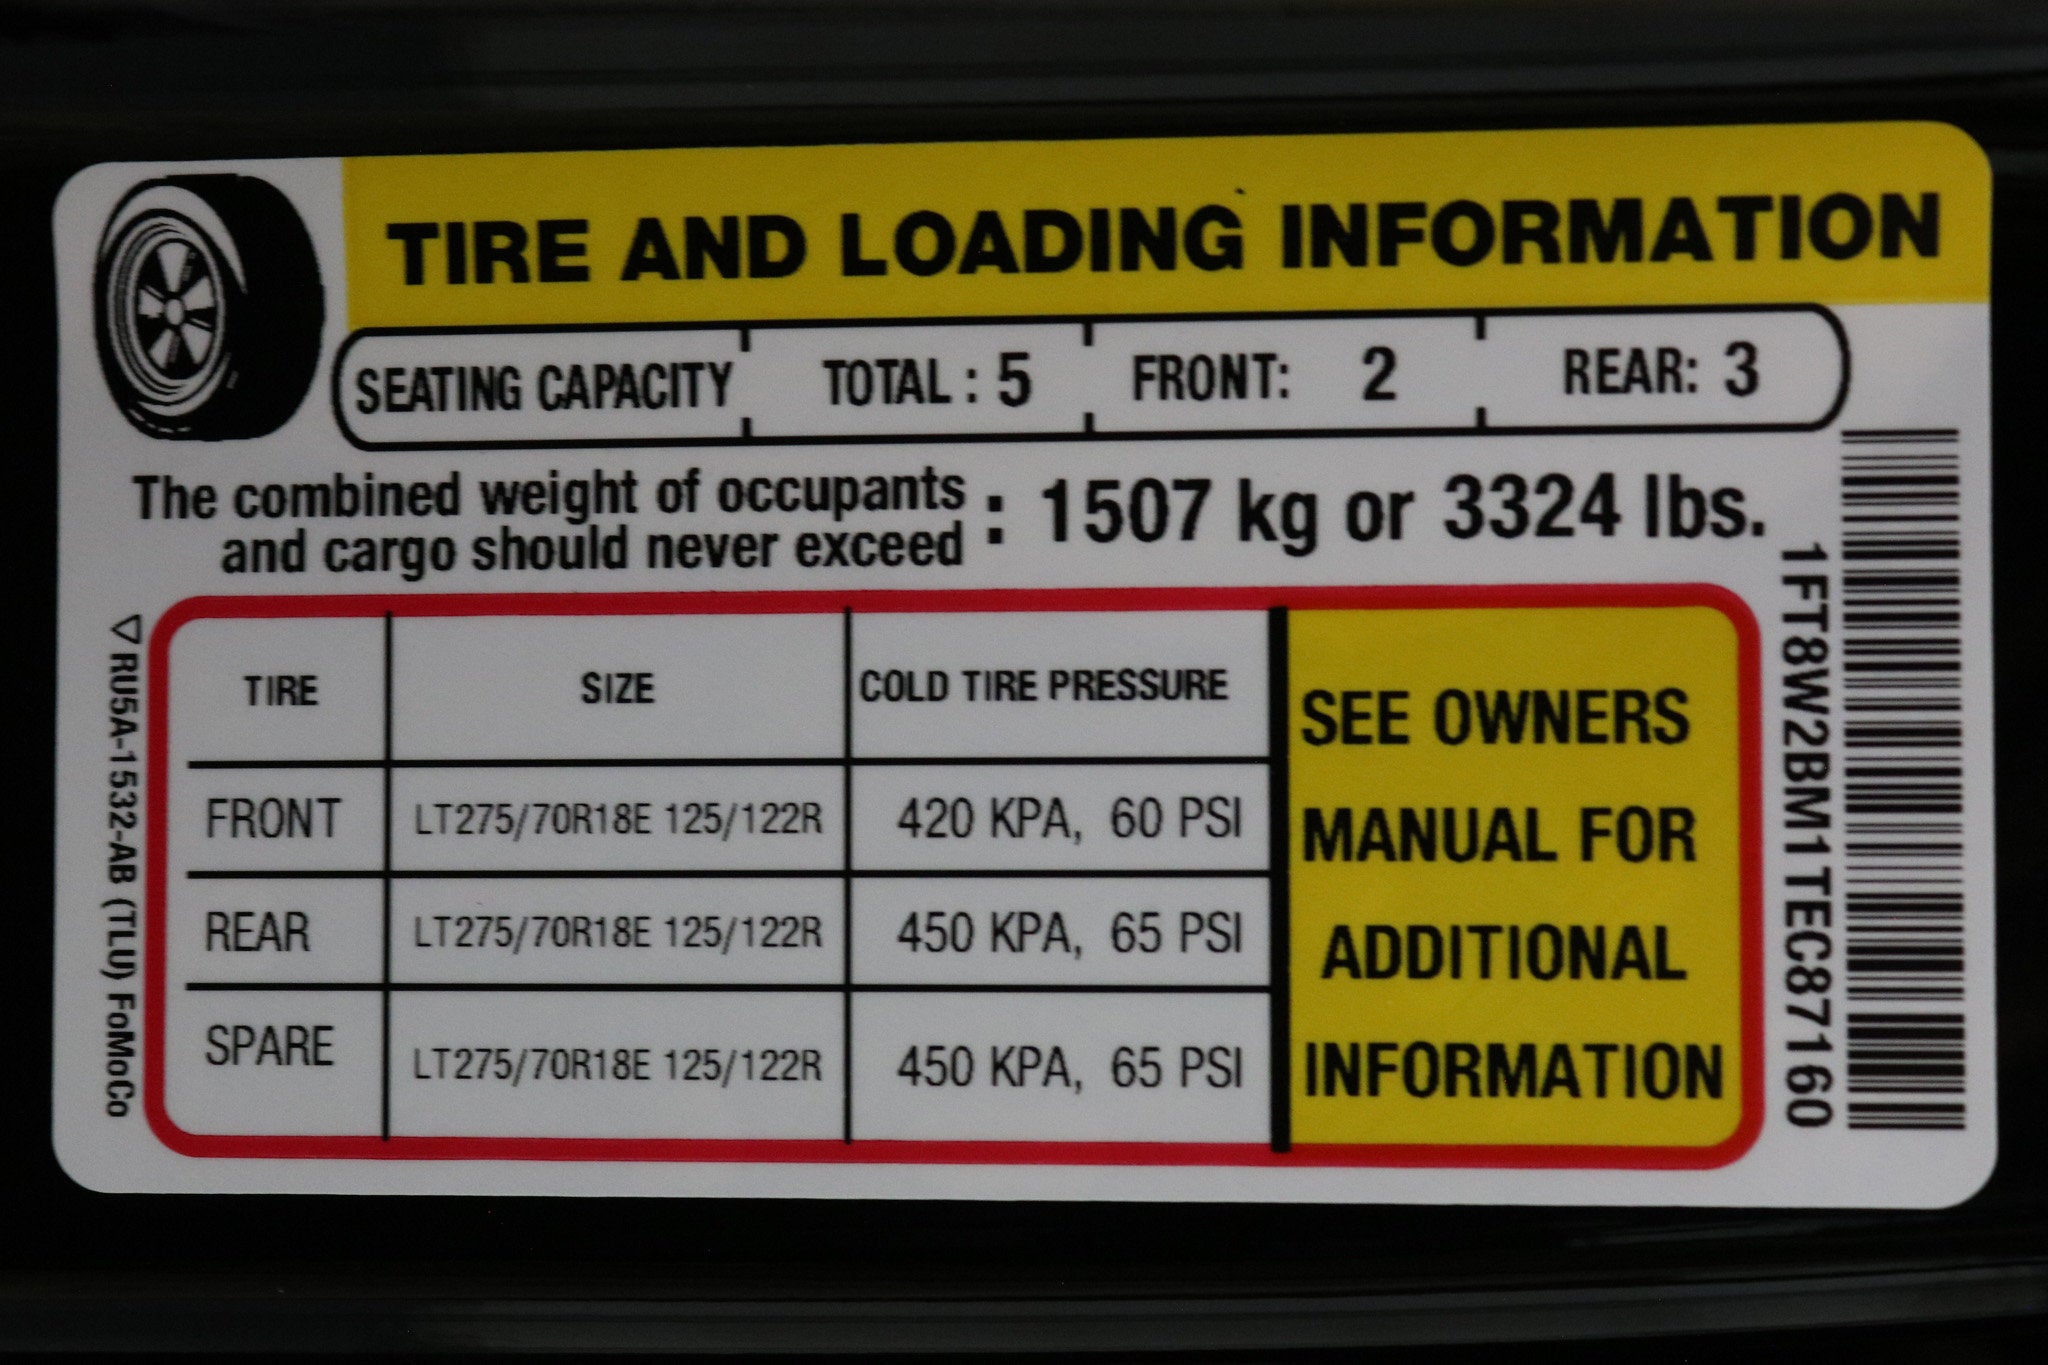 TIRE AND LOADING INFORMATION
SEATING CAPACITY TOTAL : 5 FRONT: 2 REAR: 3
The combined weight of occupants
and cargo should never exceed : 1507 kg or 3324 lbs.
TIRE SIZE COLD TIRE PRESSURE
FRONT LT275/70R18E 125/122R 420 KPA, 60 PSI
REAR LT275/70R18E 125/122R 450 KPA, 65 PSI
SPARE LT275/70R18E 125/122R 450 KPA, 65 PSI
SEE OWNERS
MANUAL FOR
ADDITIONAL
INFORMATION
1FT8W2BM1TEC87160
RU5A-1532-AB (TLU) FoMoCo